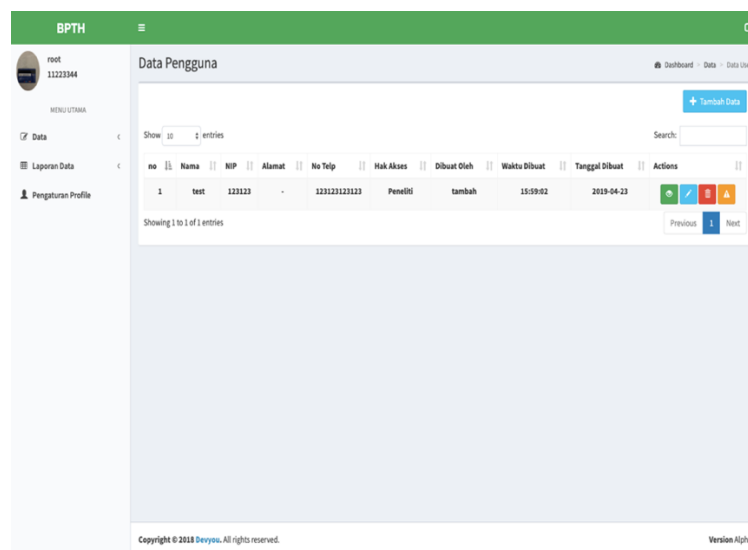 BPTH
root
11223344
MENU UTAMA
Data
Laporan Data
Pengaturan Profile
Data Pengguna
Dashboard > Data > Data Use
+ Tambah Data
Show 10 entries
Search:
no Nama NIP Alamat No Telp Hak Akses Dibuat Oleh Waktu Dibuat Tanggal Dibuat Actions
1 test 123123 - 123123123123 Peneliti tambah 15:59:02 2019-04-23
Showing 1 to 1 of 1 entries
Previous 1 Next
Copyright © 2018 Devyou. All rights reserved.
Version Alph